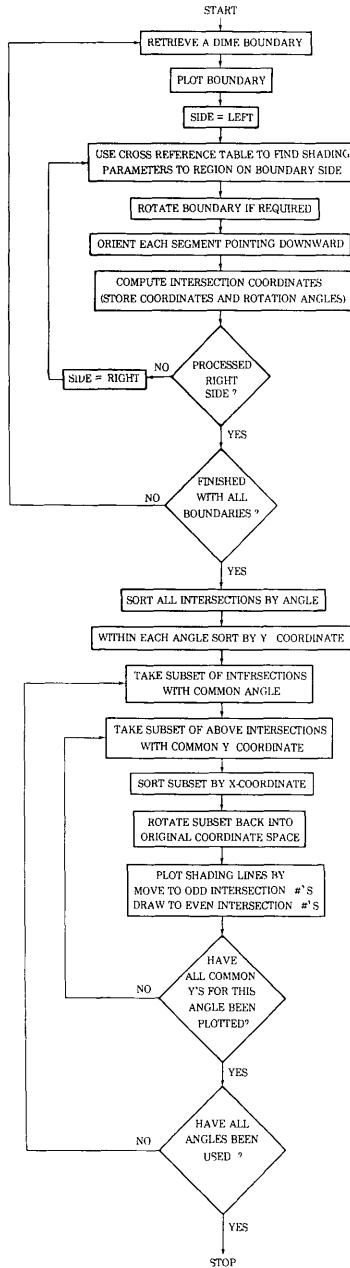 START
RETRIEVE A DIME BOUNDARY
PLOT BOUNDARY
SIDE = LEFT
USE CROSS REFERENCE TABLE TO FIND SHADING
PARAMETERS TO REGION ON BOUNDARY SIDE
ROTATE BOUNDARY IF REQUIRED
ORIENT EACH SEGMENT POINTING DOWNWARD
COMPUTE INTERSECTION COORDINATES
(STORE COORDINATES AND ROTATION ANGLES)
SIDE = RIGHT
NO
PROCESSED
RIGHT
SIDE ?
YES
NO
FINISHED
WITH ALL
BOUNDARIES ?
YES
SORT ALL INTERSECTIONS BY ANGLE
WITHIN EACH ANGLE SORT BY Y COORDINATE
TAKE SUBSET OF INTERSECTIONS
WITH COMMON ANGLE
TAKE SUBSET OF ABOVE INTERSECTIONS
WITH COMMON Y COORDINATE
SORT SUBSET BY X-COORDINATE
ROTATE SUBSET BACK INTO
ORIGINAL COORDINATE SPACE
PLOT SHADING LINES BY
MOVE TO ODD INTERSECTION #'S
DRAW TO EVEN INTERSECTION #'S
NO
HAVE
ALL COMMON
Y'S FOR THIS
ANGLE BEEN
PLOTTED?
YES
NO
HAVE ALL
ANGLES BEEN
USED ?
YES
STOP